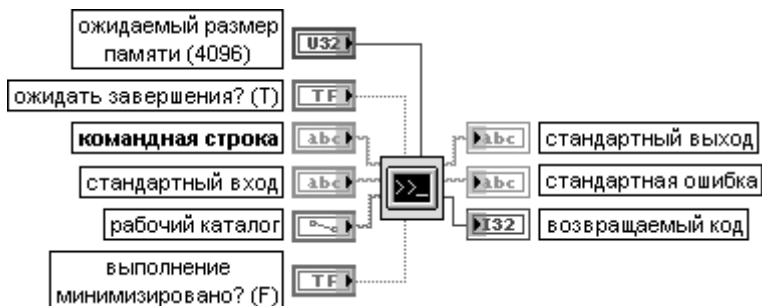 ожидаемый размер
памяти (4096)
U32
ожидать завершения? (T)
TF
командная строка
abc
abc
стандартный выход
стандартный вход
abc
>>_
abc
стандартная ошибка
рабочий каталог
I32
возвращаемый код
выполнение
минимизировано? (F)
TF